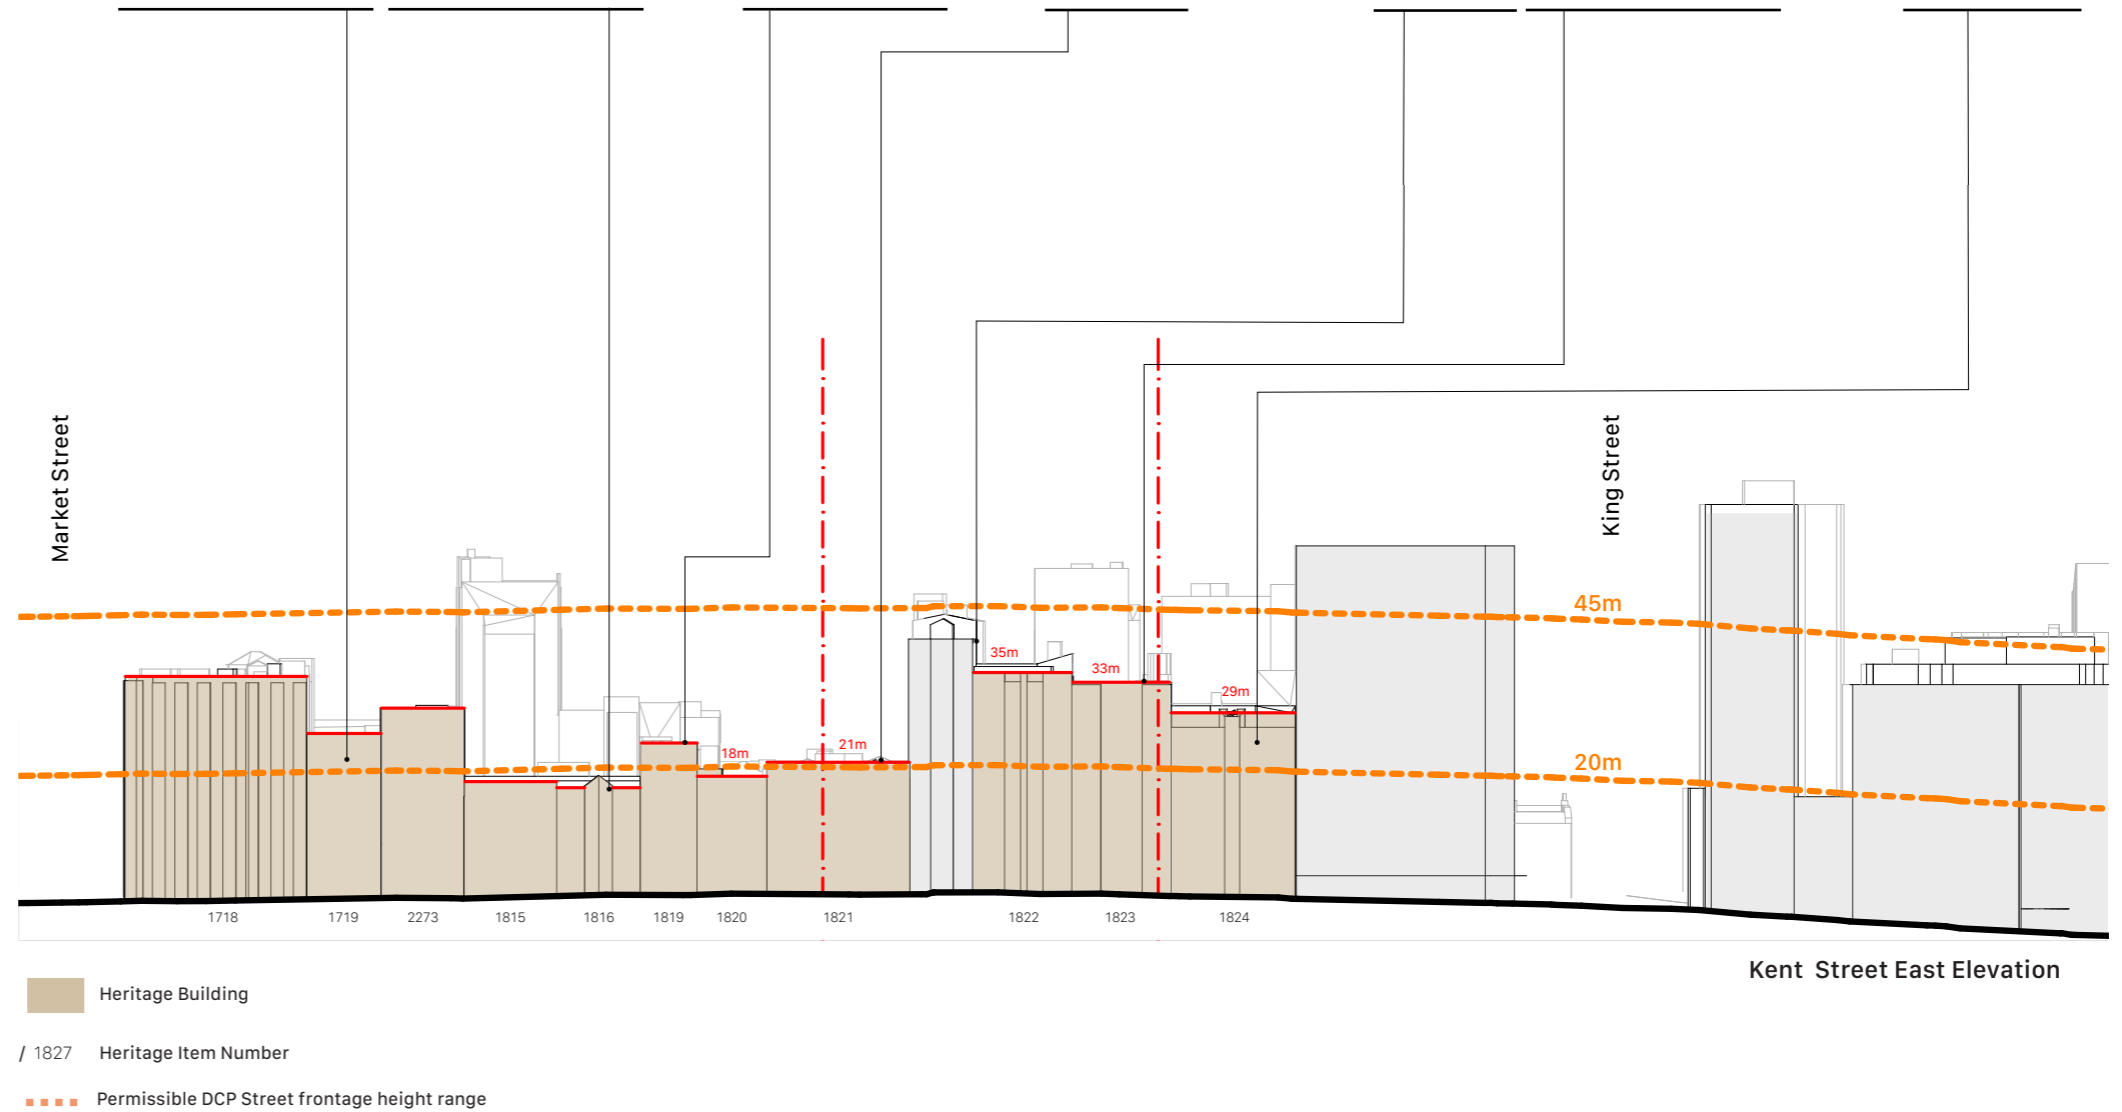 Market Street
King Street
45m
35m
33m
29m
18m
21m
20m
1718
1719
2273
1815
1816
1819
1820
1821
1822
1823
1824
Kent Street East Elevation
Heritage Building
/ 1827 Heritage Item Number
Permissible DCP Street frontage height range